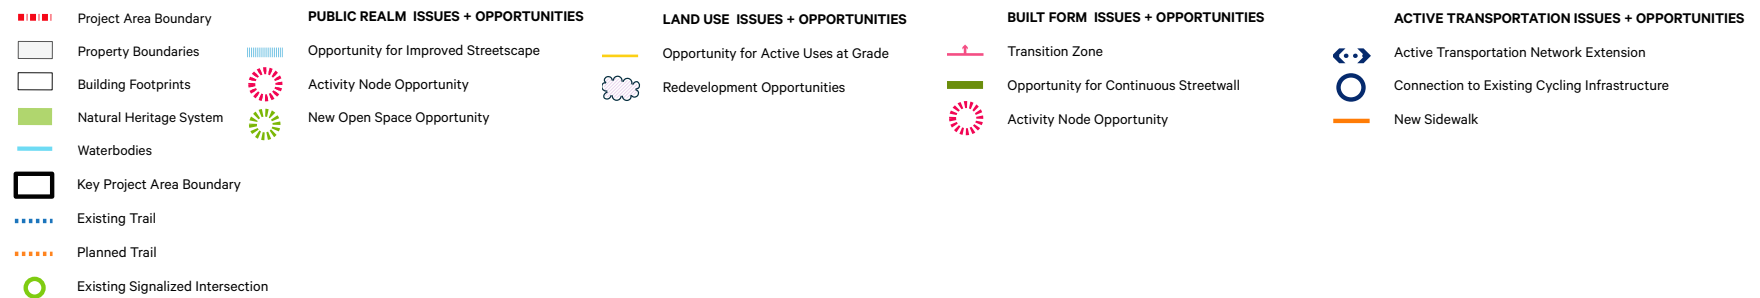 Project Area Boundary
Property Boundaries
Building Footprints
Natural Heritage System
Waterbodies
Key Project Area Boundary
Existing Trail
Planned Trail
Existing Signalized Intersection
PUBLIC REALM ISSUES + OPPORTUNITIES
Opportunity for Improved Streetscape
Activity Node Opportunity
New Open Space Opportunity
LAND USE ISSUES + OPPORTUNITIES
Opportunity for Active Uses at Grade
Redevelopment Opportunities
BUILT FORM ISSUES + OPPORTUNITIES
Transition Zone
Opportunity for Continuous Streetwall
Activity Node Opportunity
ACTIVE TRANSPORTATION ISSUES + OPPORTUNITIES
Active Transportation Network Extension
Connection to Existing Cycling Infrastructure
New Sidewalk